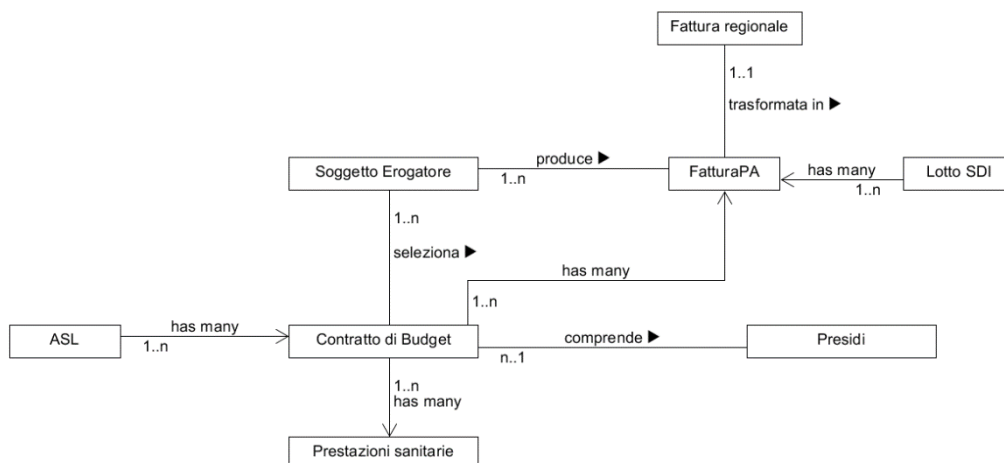 Fattura regionale
1..1
trasformata in ▶
Soggetto Erogatore
produce ▶
1..n
FatturaPA
has many
1..n
Lotto SDI
1..n
seleziona ▶
has many
1..n
ASL
has many
1..n
Contratto di Budget
comprende ▶
n..1
Presidi
1..n
has many
Prestazioni sanitarie